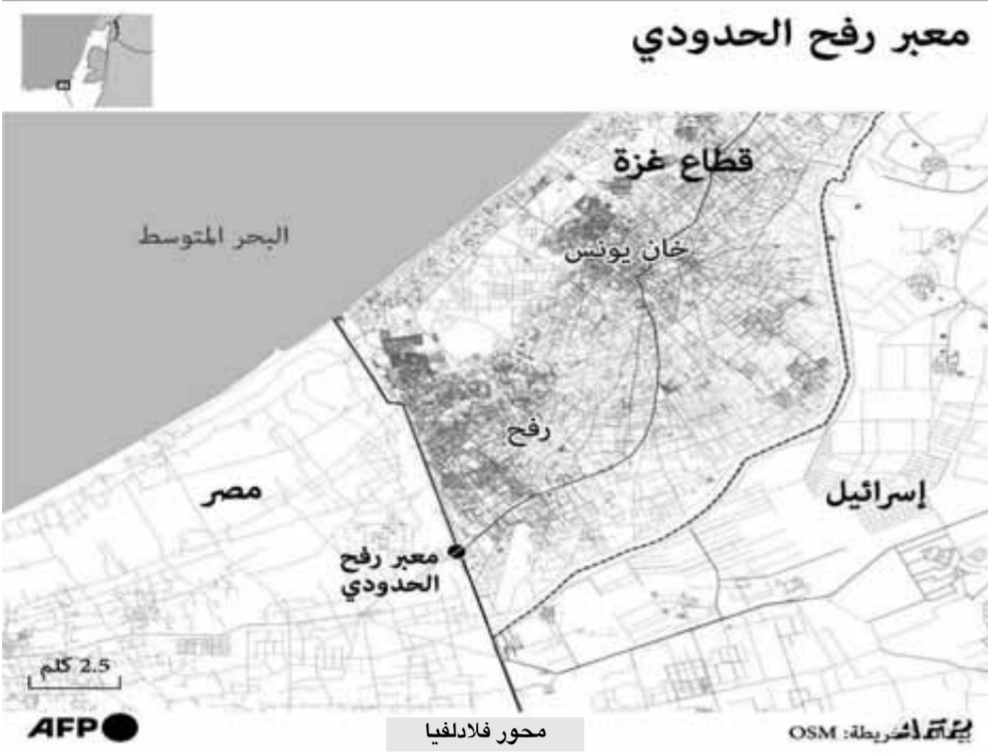 معبر رفح الحدودي
قطاع غزة
البحر المتوسط
خان يونس
رفح
مصر
إسرائيل
معبر رفح
الحدودي
2.5 كلم
AFP
محور فلادلفيا
OSM :خريطة
AFP